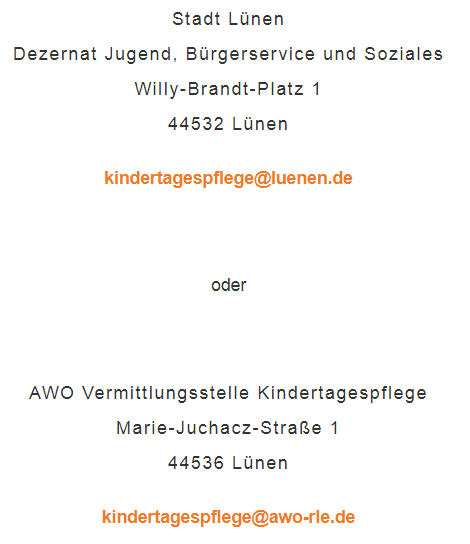 Stadt Lünen
Dezernat Jugend, Bürgerservice und Soziales
Willy-Brandt-Platz 1
44532 Lünen
kindertagespflege@luenen.de
oder
AWO Vermittlungsstelle Kindertagespflege
Marie-Juchacz-Straße 1
44536 Lünen
kindertagespflege@awo-rle.de